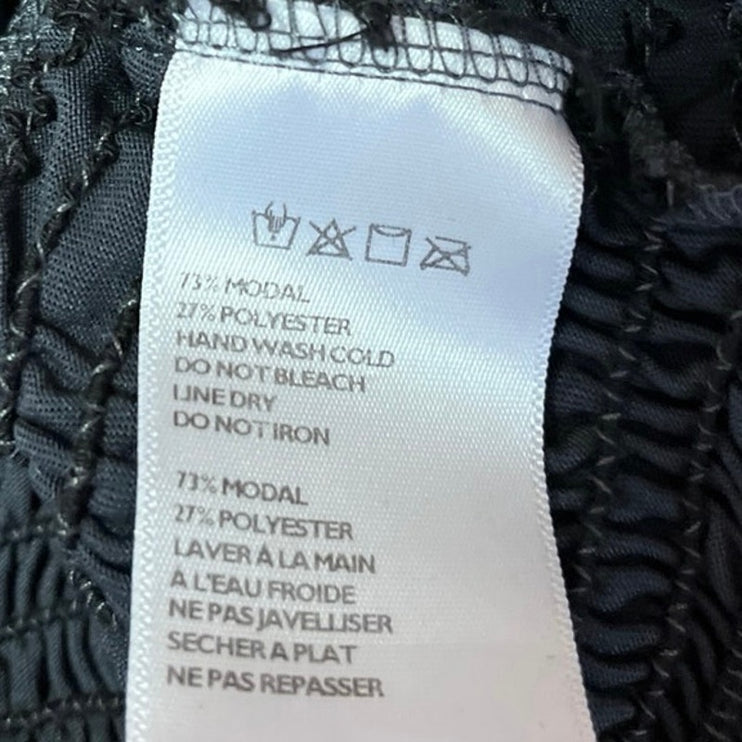 73% MODAL
27% POLYESTER
HAND WASH COLD
DO NOT BLEACH
LINE DRY
DO NOT IRON
73% MODAL
27% POLYESTER
LAVER À LA MAIN
A L'EAU FROIDE
NE PAS JAVELLISER
SECHER A PLAT
NE PAS REPASSER